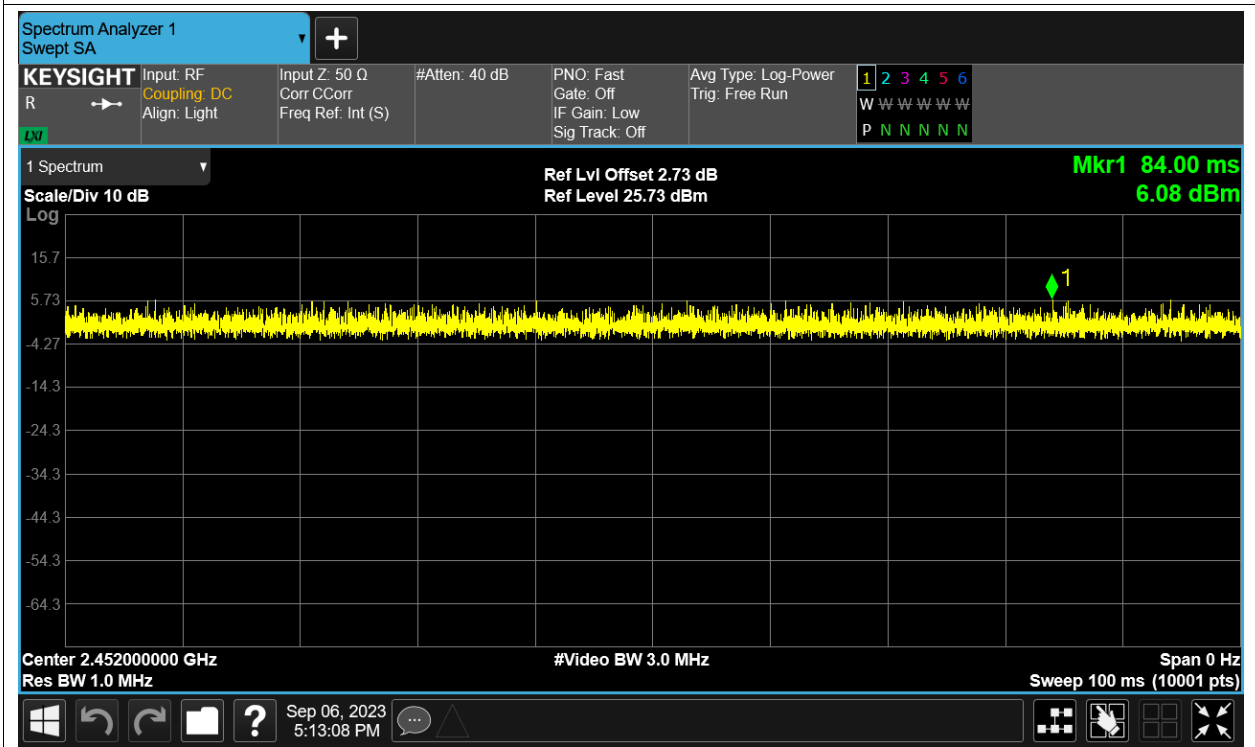 Spectrum Analyzer 1
Swept SA
+
KEYSIGHT
R
LXI
Input: RF
Coupling: DC
Align: Light
Input Z: 50 Ω
Corr CCorr
Freq Ref: Int (S)
#Atten: 40 dB
PNO: Fast
Gate: Off
IF Gain: Low
Sig Track: Off
Avg Type: Log-Power
Trig: Free Run
1 2 3 4 5 6
W W W W W W
P N N N N N
1 Spectrum
Scale/Div 10 dB
Log
Ref Lvl Offset 2.73 dB
Ref Level 25.73 dBm
Mkr1 84.00 ms
6.08 dBm
15.7
1
5.73
-4.27
-14.3
-24.3
-34.3
-44.3
-54.3
-64.3
Center 2.452000000 GHz
Res BW 1.0 MHz
#Video BW 3.0 MHz
Span 0 Hz
Sweep 100 ms (10001 pts)
?
Sep 06, 2023
5:13:08 PM